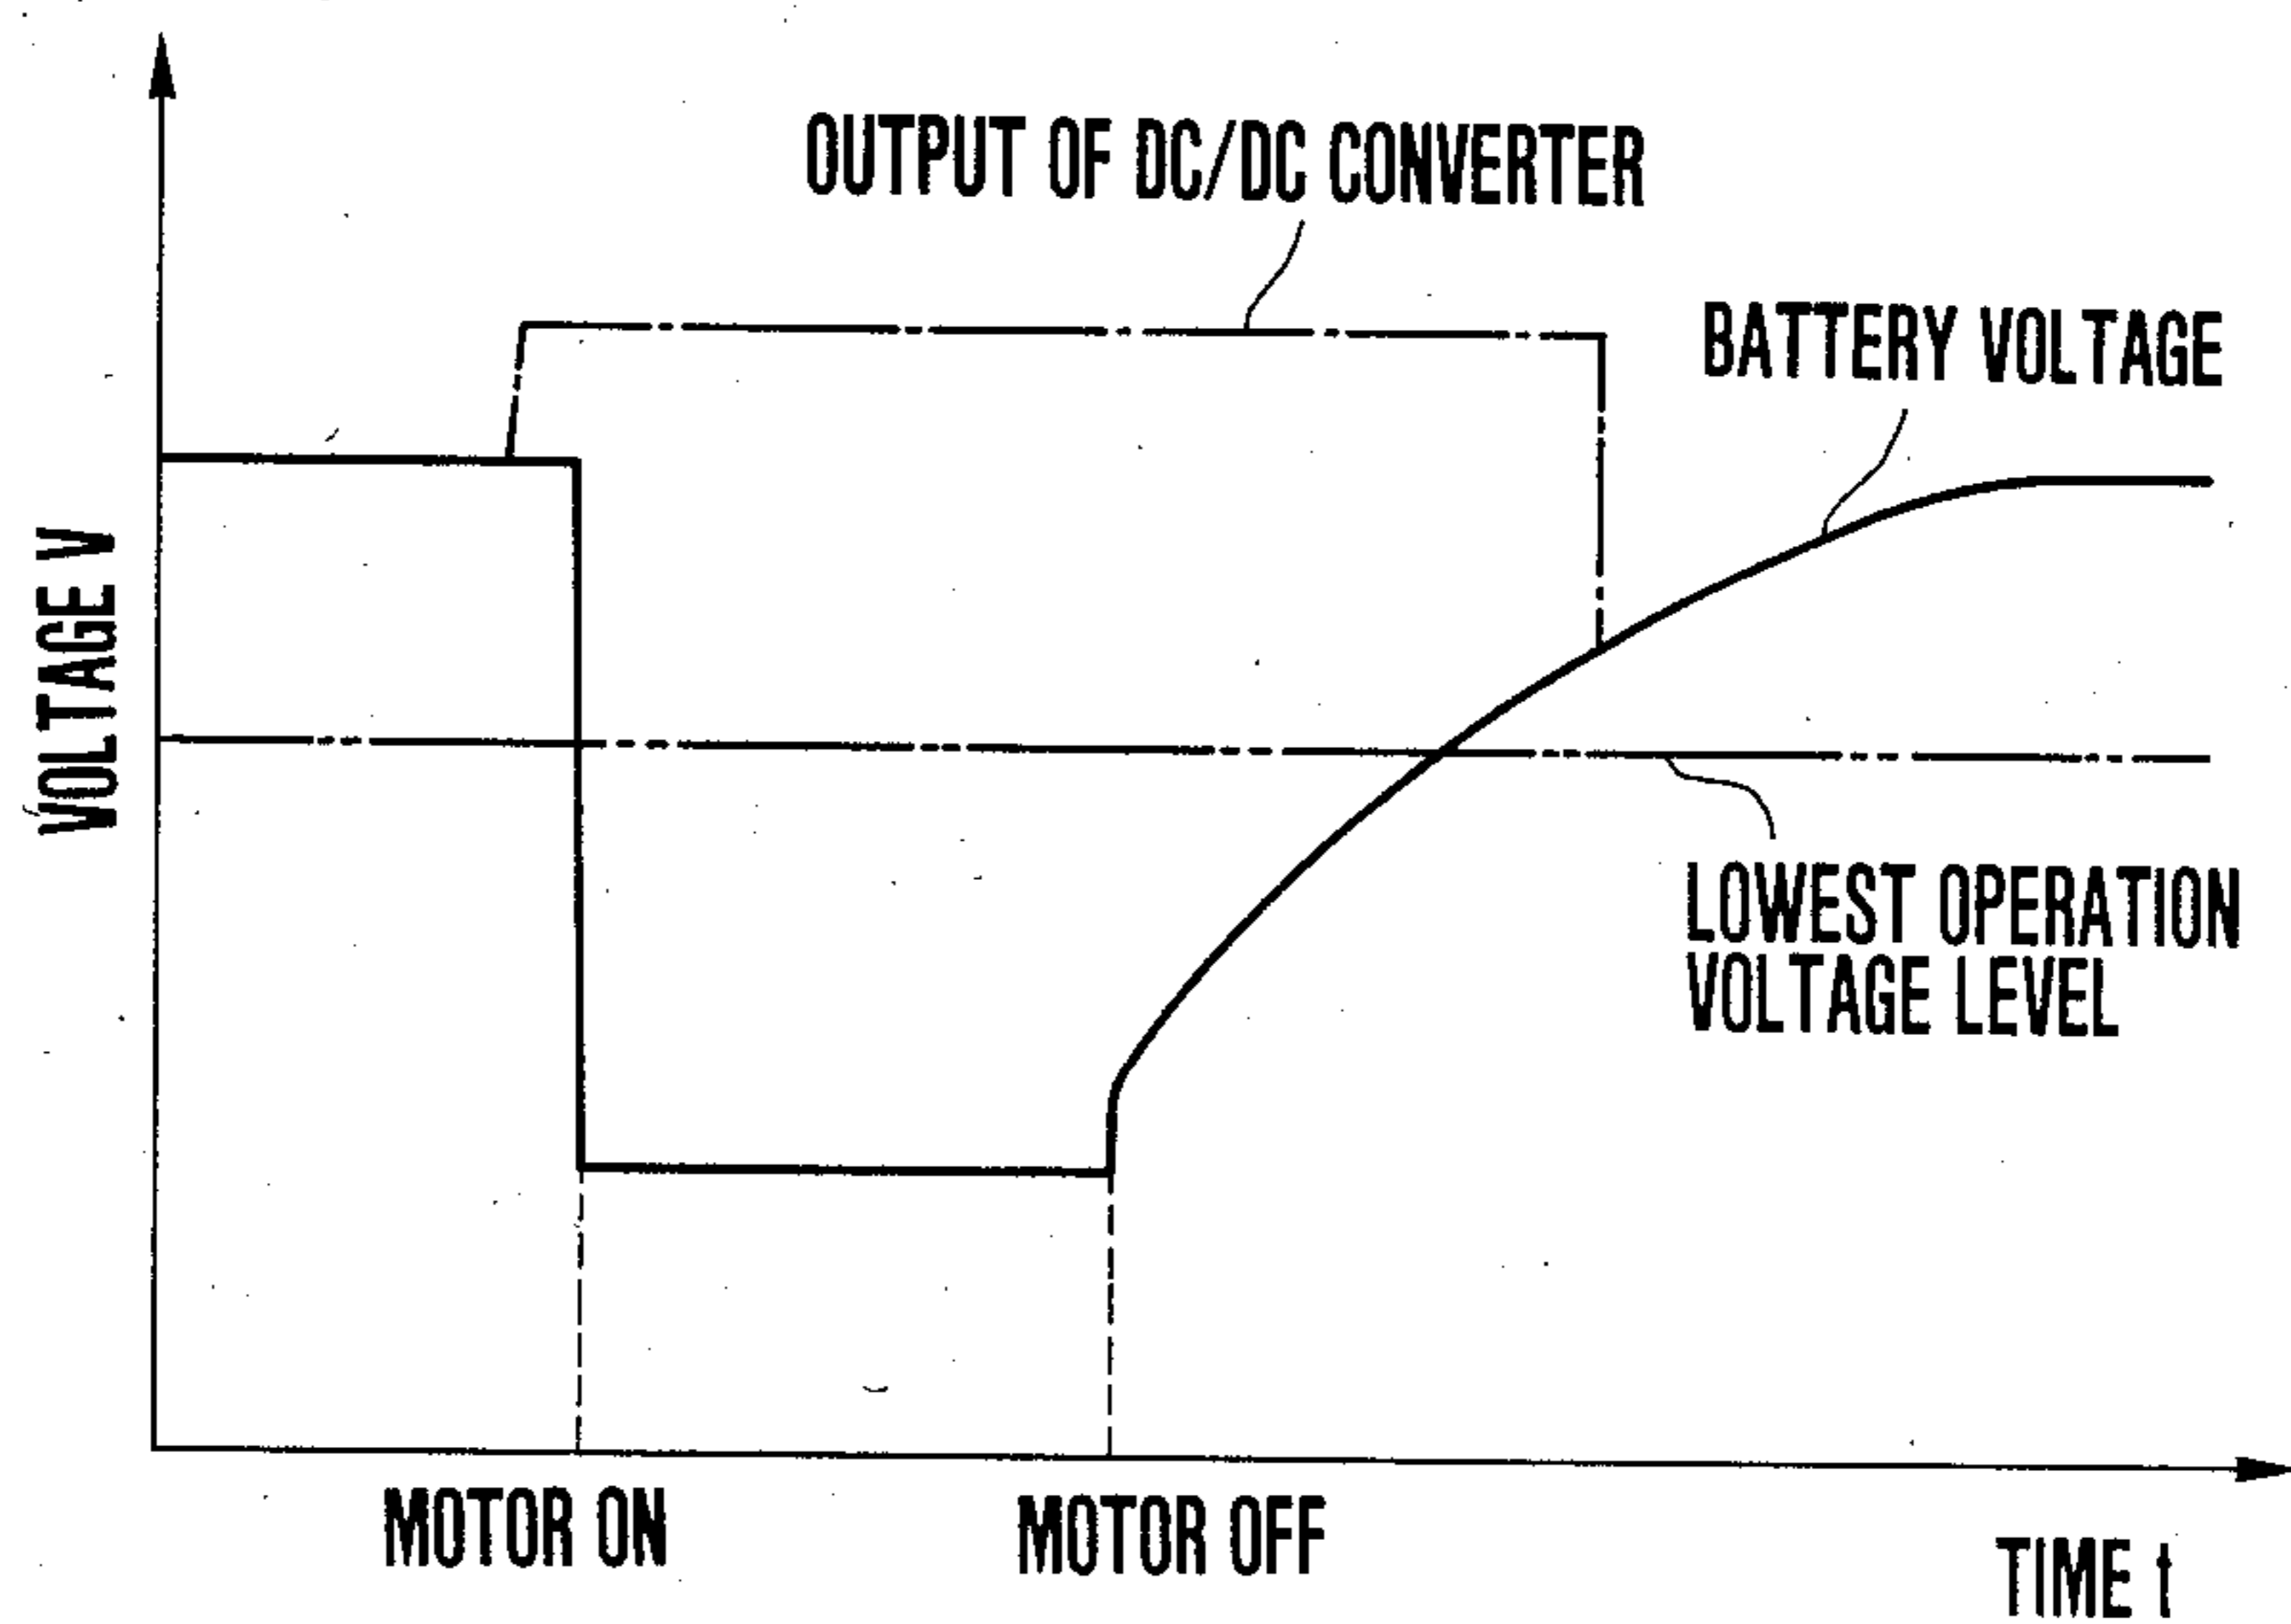 OUTPUT OF DC/DC CONVERTER
BATTERY VOLTAGE
VOLTAGE V
LOWEST OPERATION
VOLTAGE LEVEL
MOTOR ON
MOTOR OFF
TIME t